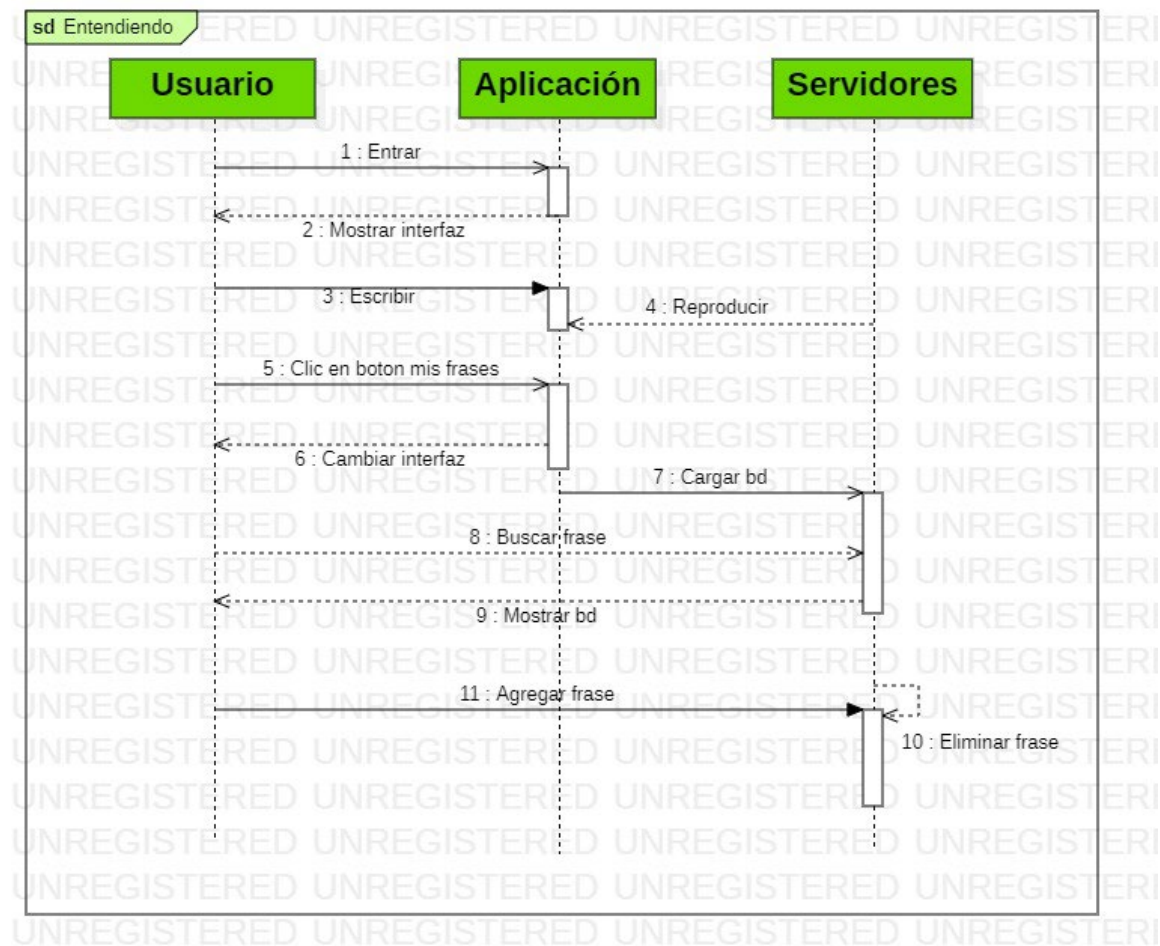 sd Entendiendo
Usuario
Aplicación
Servidores
1 : Entrar
2 : Mostrar interfaz
3 : Escribir
4 : Reproducir
5 : Clic en boton mis frases
6 : Cambiar interfaz
7 : Cargar bd
8 : Buscar frase
9 : Mostrar bd
11 : Agregar frase
10 : Eliminar frase
UNREGISTERED